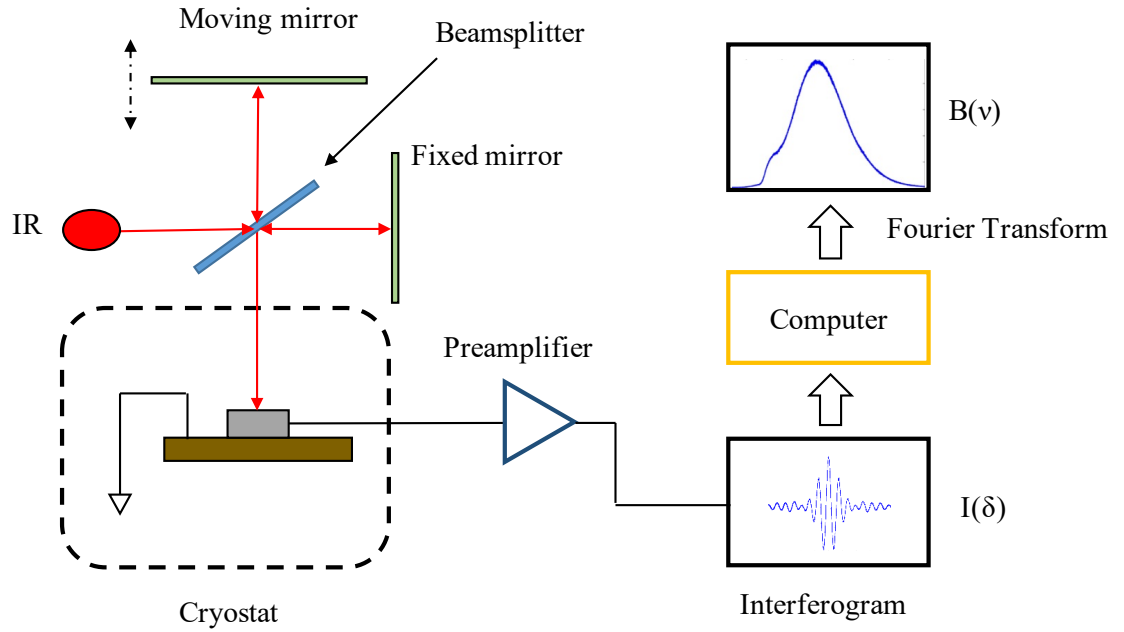 Moving mirror
Beamsplitter
B(ν)
Fixed mirror
IR
Fourier Transform
Computer
Preamplifier
I(δ)
Interferogram
Cryostat